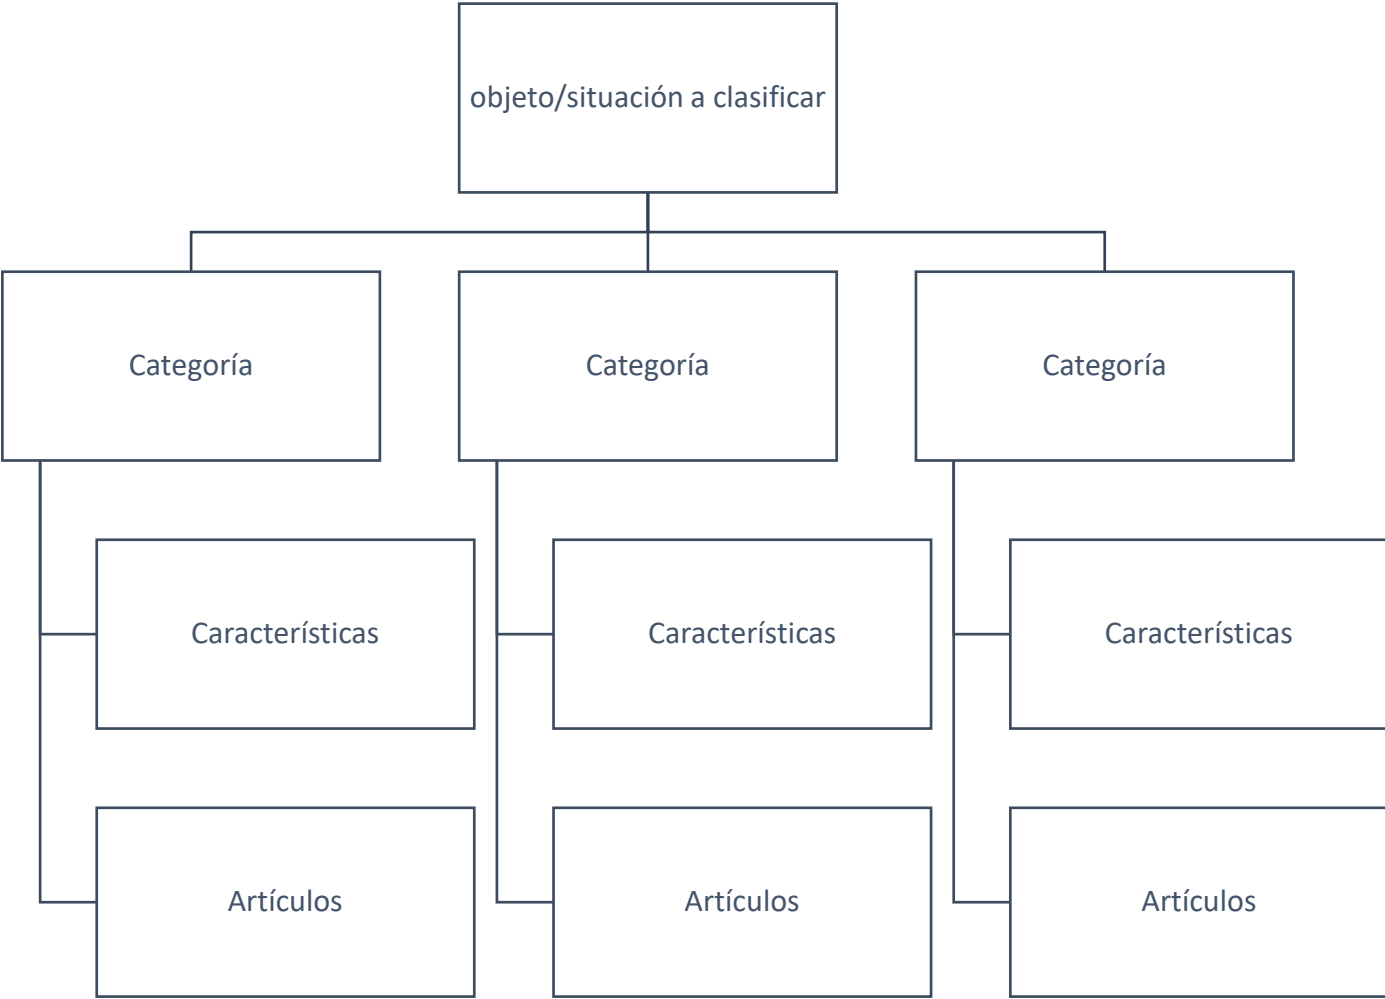 objeto/situación a clasificar
Categoría
Categoría
Categoría
Características
Características
Características
Artículos
Artículos
Artículos